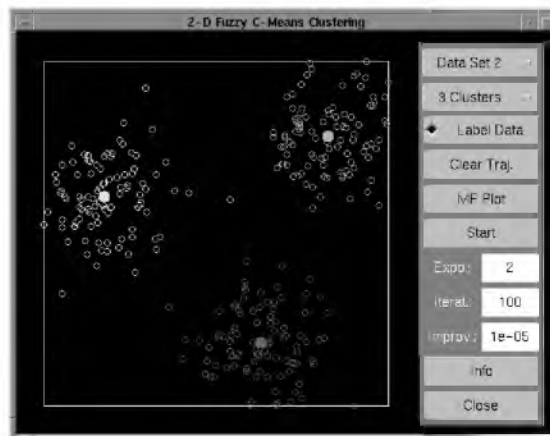 2-D Fuzzy C-Means Clustering
Data Set 2
3 Clusters
Label Data
Clear Traj.
MF Plot
Start
Expo.: 2
Iterat.: 100
Improv.: 1e-05
Info
Close